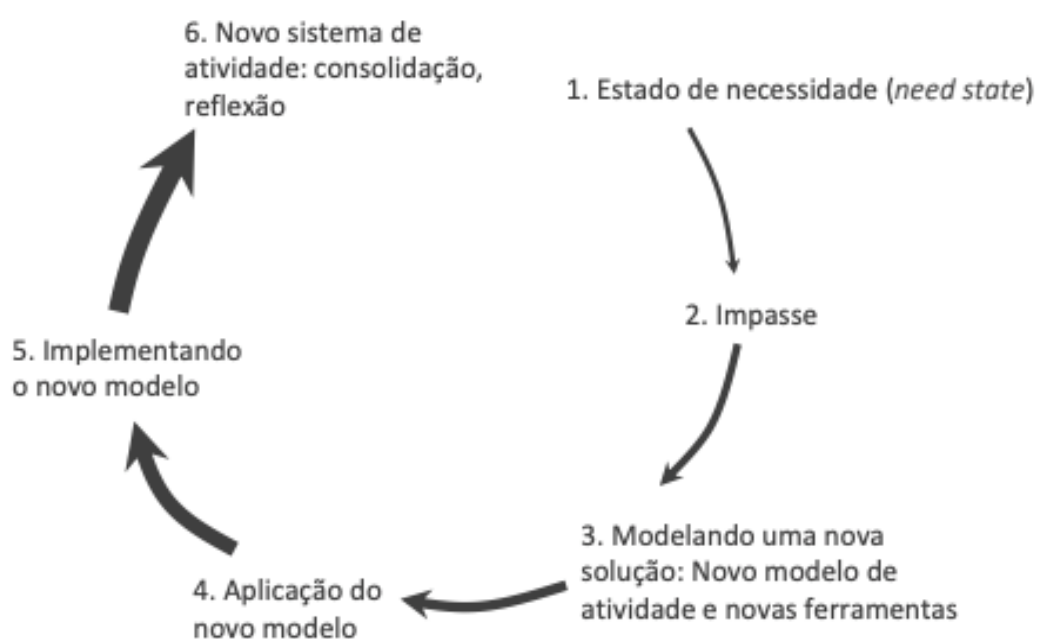 1. Estado de necessidade (need state)
2. Impasse
3. Modelando uma nova
solução: Novo modelo de
atividade e novas ferramentas
4. Aplicação do
novo modelo
5. Implementando
o novo modelo
6. Novo sistema de
atividade: consolidação,
reflexão